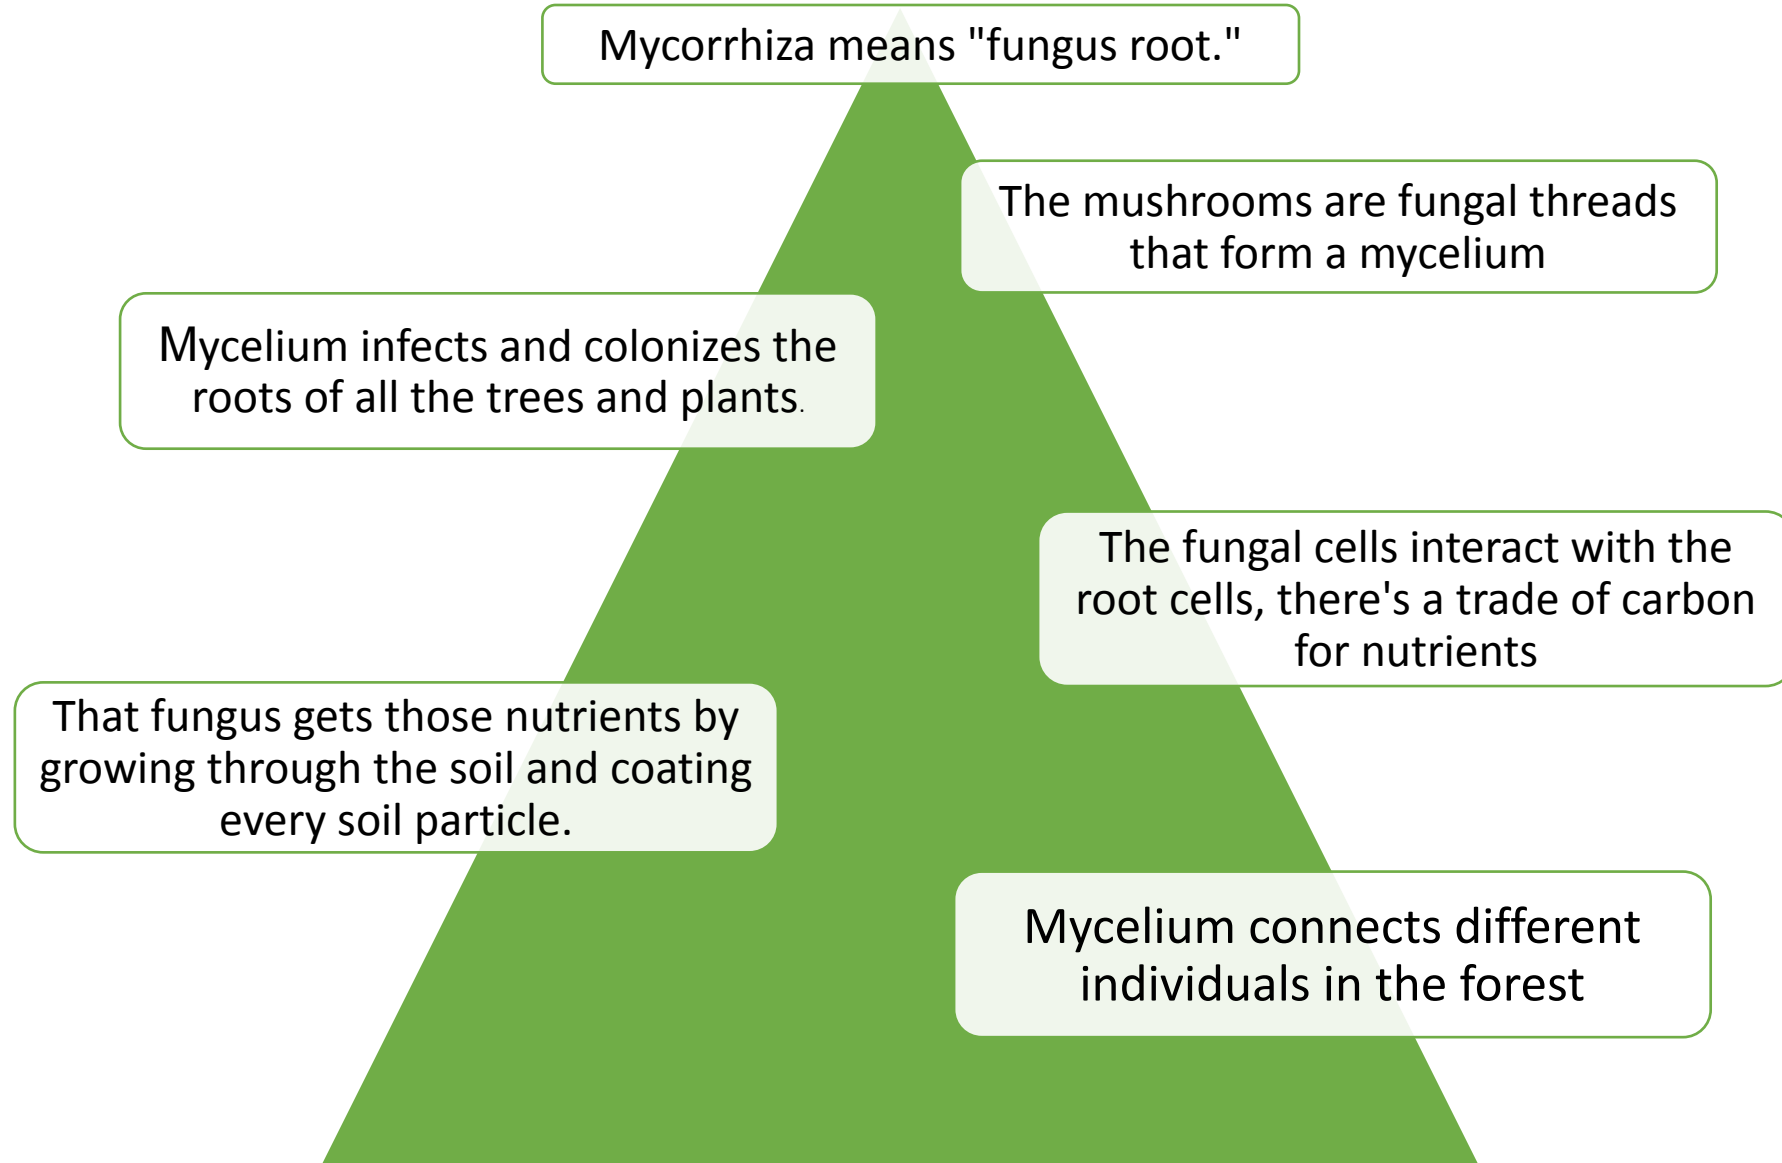 Mycorrhiza means "fungus root."
The mushrooms are fungal threads
that form a mycelium
Mycelium infects and colonizes the
roots of all the trees and plants.
The fungal cells interact with the
root cells, there's a trade of carbon
for nutrients
That fungus gets those nutrients by
growing through the soil and coating
every soil particle.
Mycelium connects different
individuals in the forest